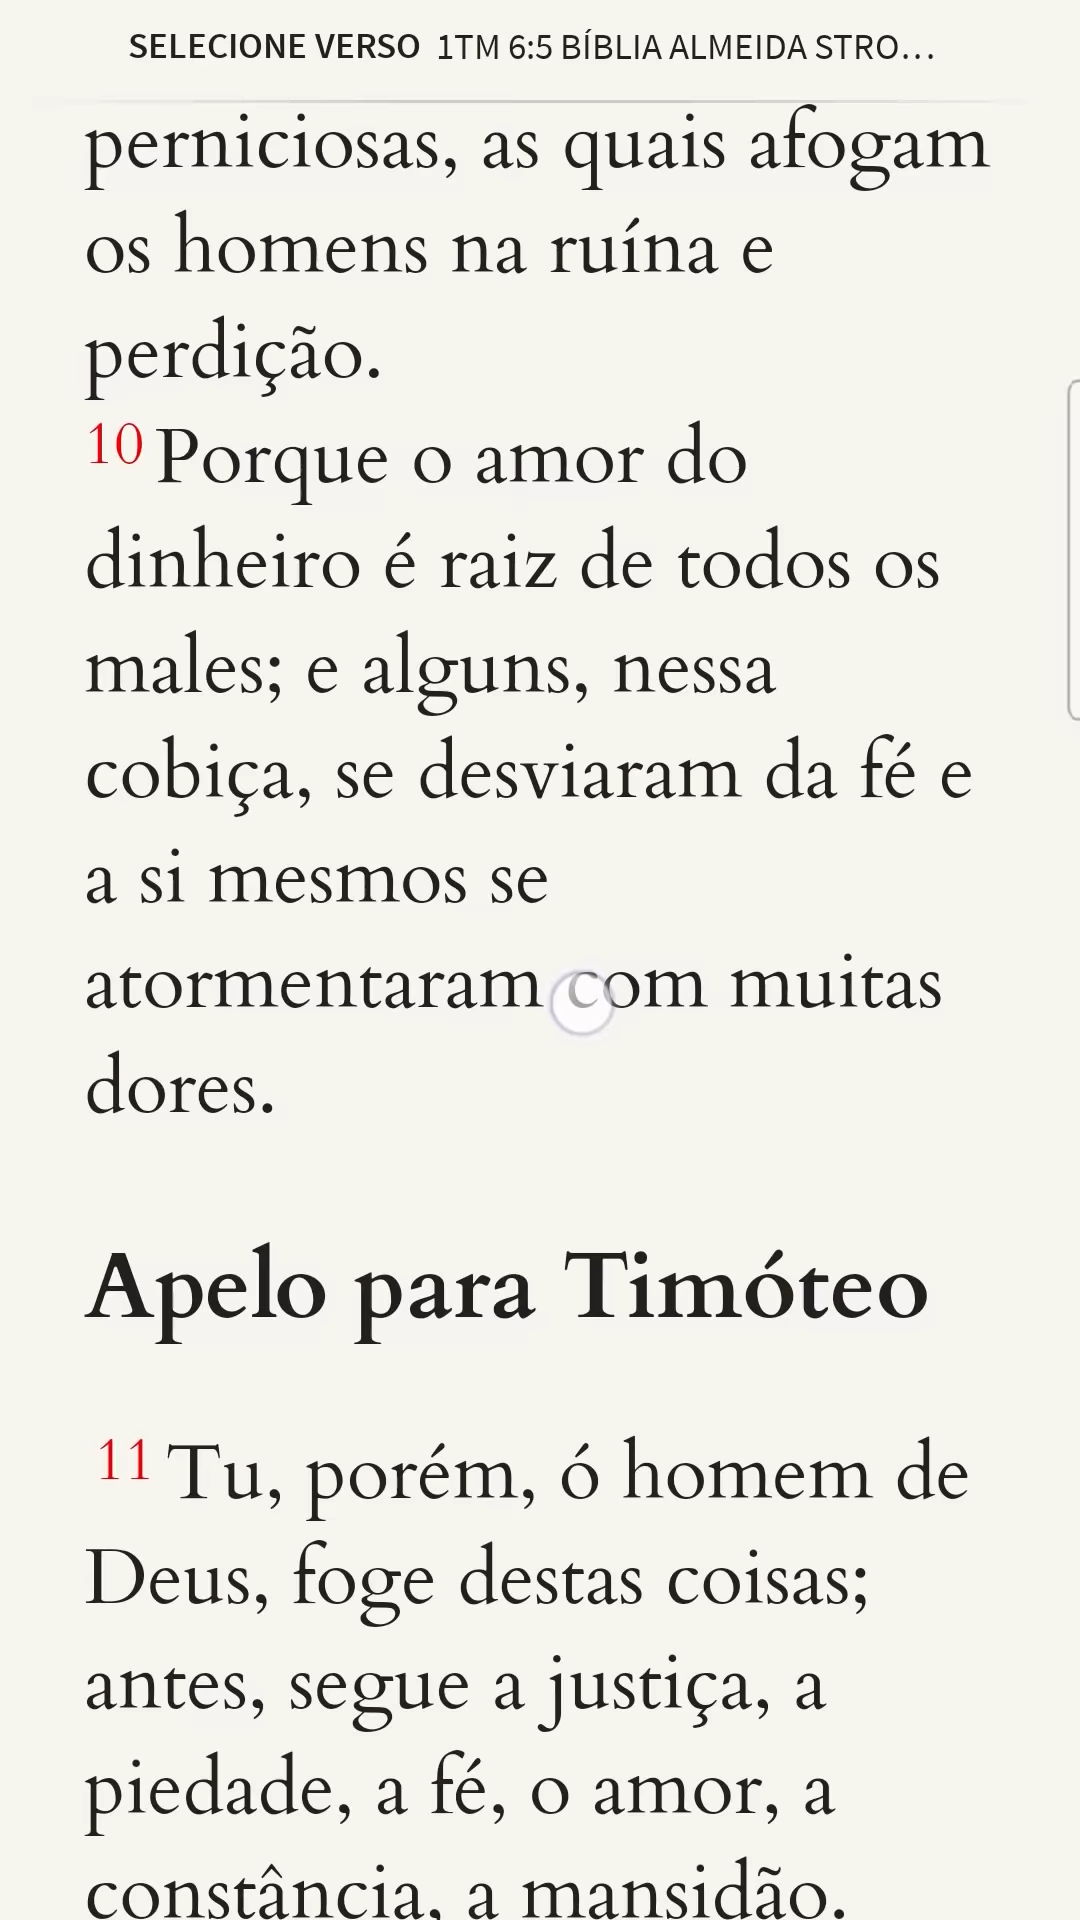 SELECIONE VERSO 1TM 6:5 BÍBLIA ALMEIDA STRO...
perniciosas, as quais afogam
os homens na ruína e
perdição.
10 Porque o amor do
dinheiro é raiz de todos os
males; e alguns, nessa
cobiça, se desviaram da fé e
a si mesmos se
atormentaram com muitas
dores.
Apelo para Timóteo
11 Tu, porém, ó homem de
Deus, foge destas coisas;
antes, segue a justiça, a
piedade, a fé, o amor, a
constância, a mansidão.